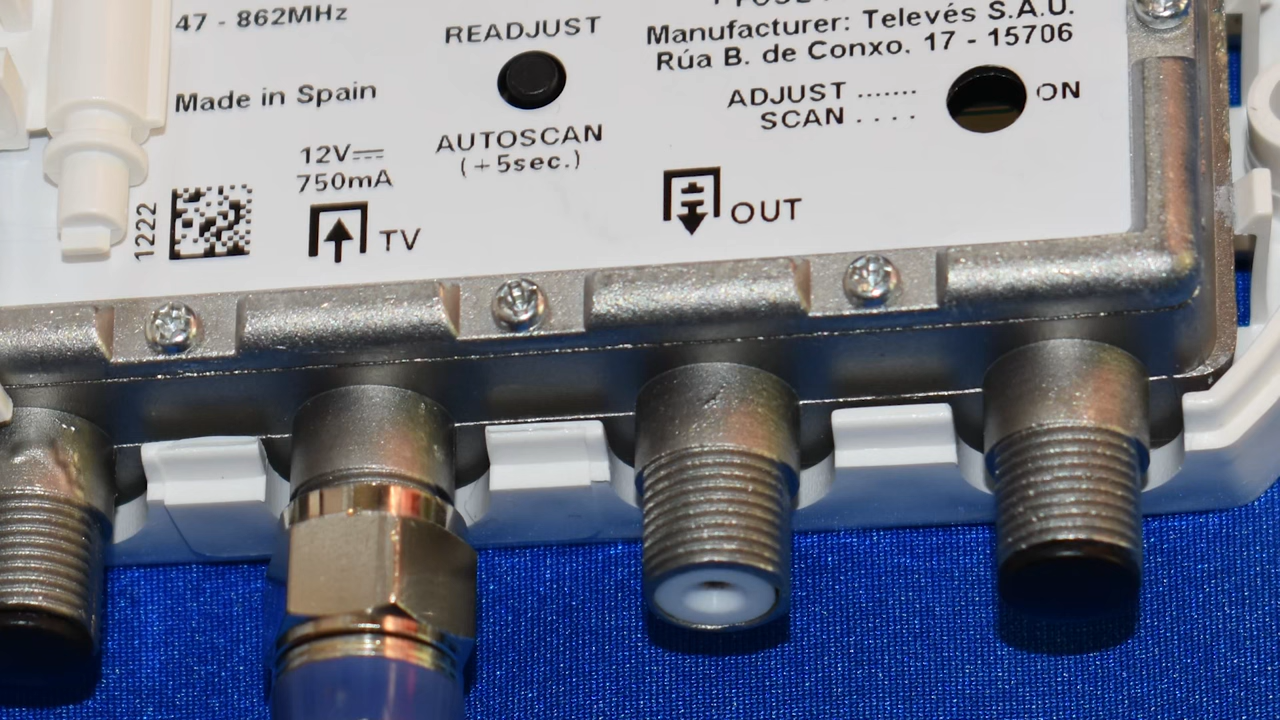 47 - 862MHz
Made in Spain
1222
12V
750mA
TV
READJUST
AUTOSCAN
(+5sec.)
Manufacturer: Televés S.A.U.
Rúa B. de Conxo. 17 - 15706
ADJUST ....... ON
SCAN ....
OUT